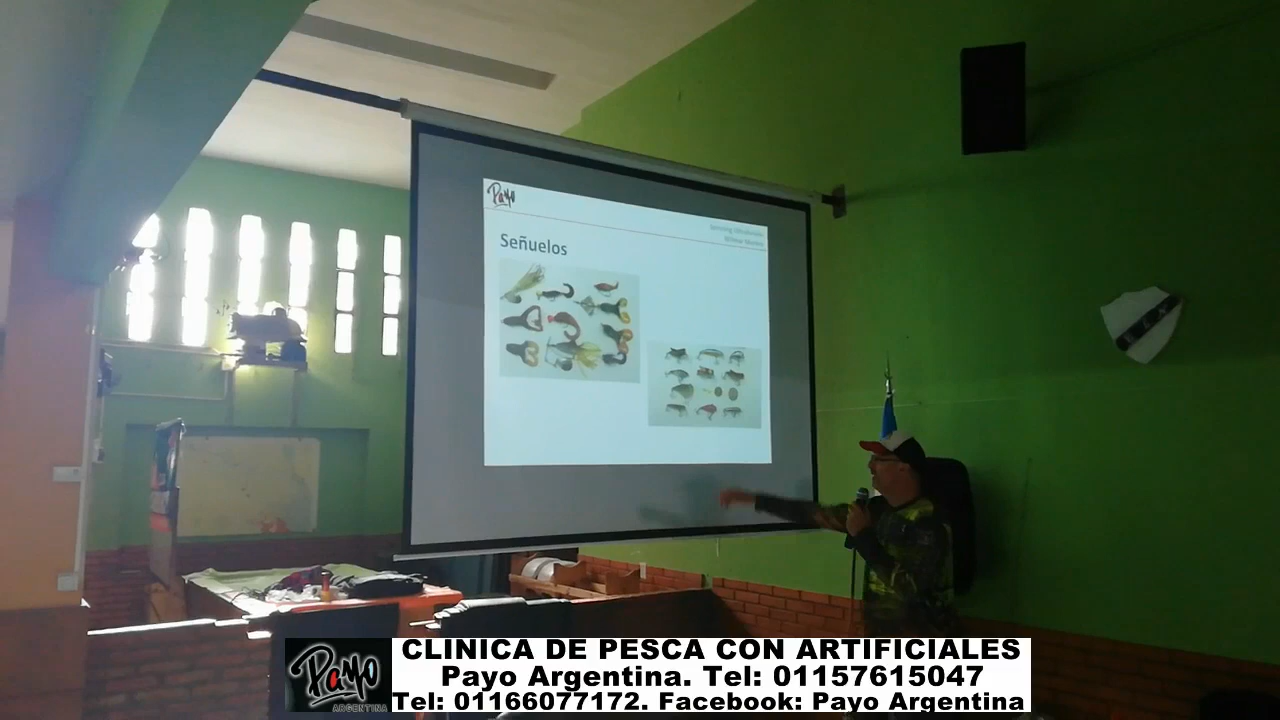 Payo
Señuelos
Payo
ARGENTINA
CLINICA DE PESCA CON ARTIFICIALES
Payo Argentina. Tel: 01157615047
Tel: 01166077172. Facebook: Payo Argentina